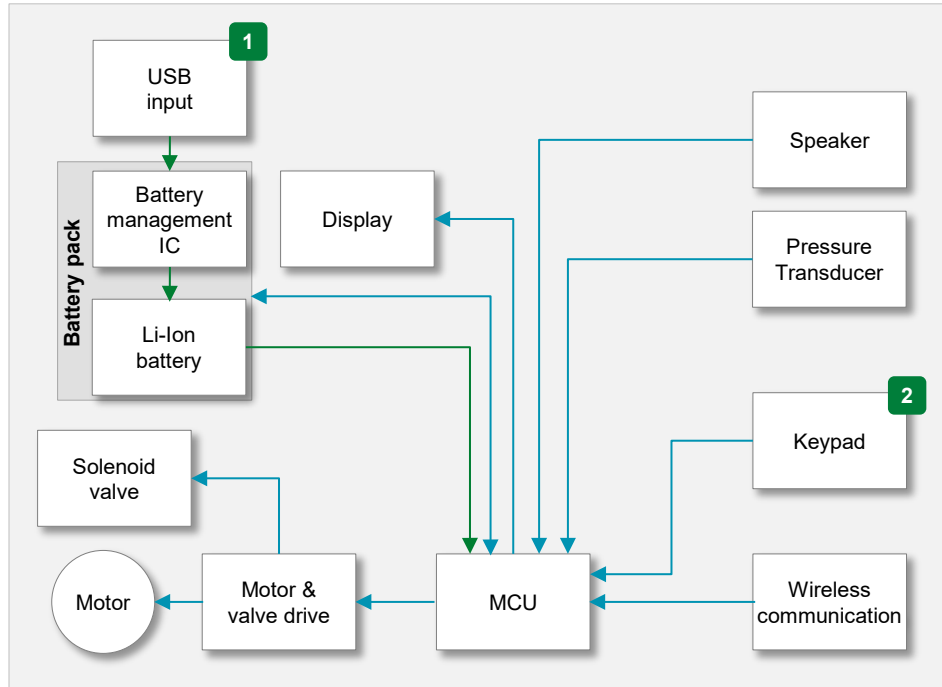 1
USB
input
Battery pack
Battery
management
IC
Li-Ion
battery
Display
Speaker
Pressure
Transducer
2
Keypad
Solenoid
valve
Motor
Motor &
valve drive
MCU
Wireless
communication